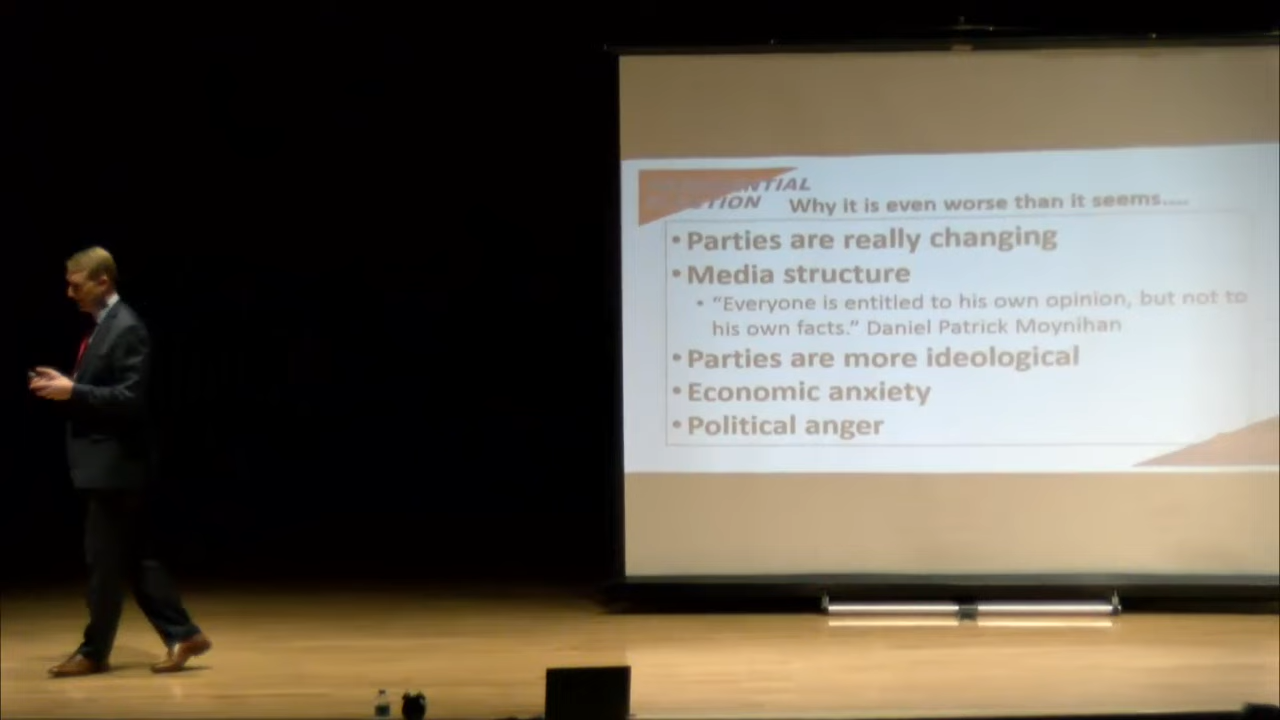 Why it is even worse than it seems....
• Parties are really changing
• Media structure
• “Everyone is entitled to his own opinion, but not to
his own facts.” Daniel Patrick Moynihan
• Parties are more ideological
• Economic anxiety
• Political anger